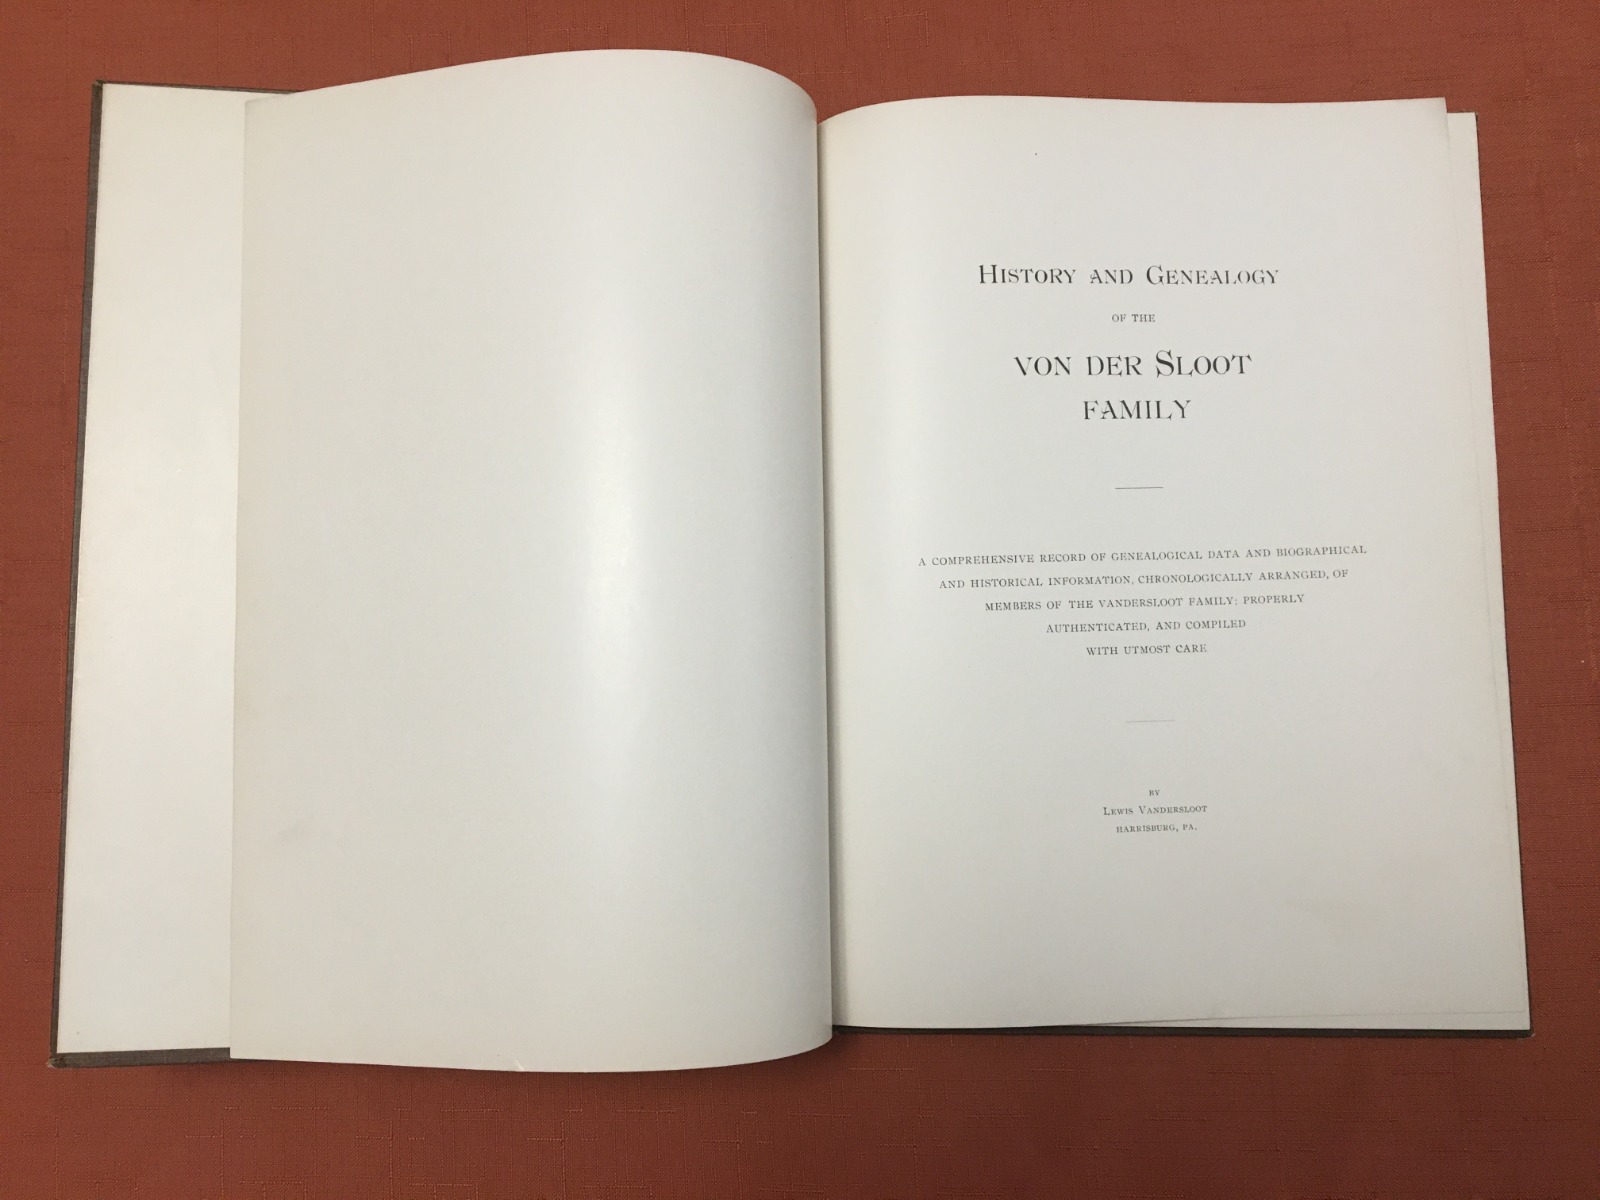 HISTORY AND GENEALOGY
OF THE
VON DER SLOOT
FAMILY
A COMPREHENSIVE RECORD OF GENEALOGICAL DATA AND BIOGRAPHICAL
AND HISTORICAL INFORMATION, CHRONOLOGICALLY ARRANGED, OF
MEMBERS OF THE VANDERSLOOT FAMILY; PROPERLY
AUTHENTICATED, AND COMPILED
WITH UTMOST CARE
BY
LEWIS VANDERSLOOT
HARRISBURG, PA.